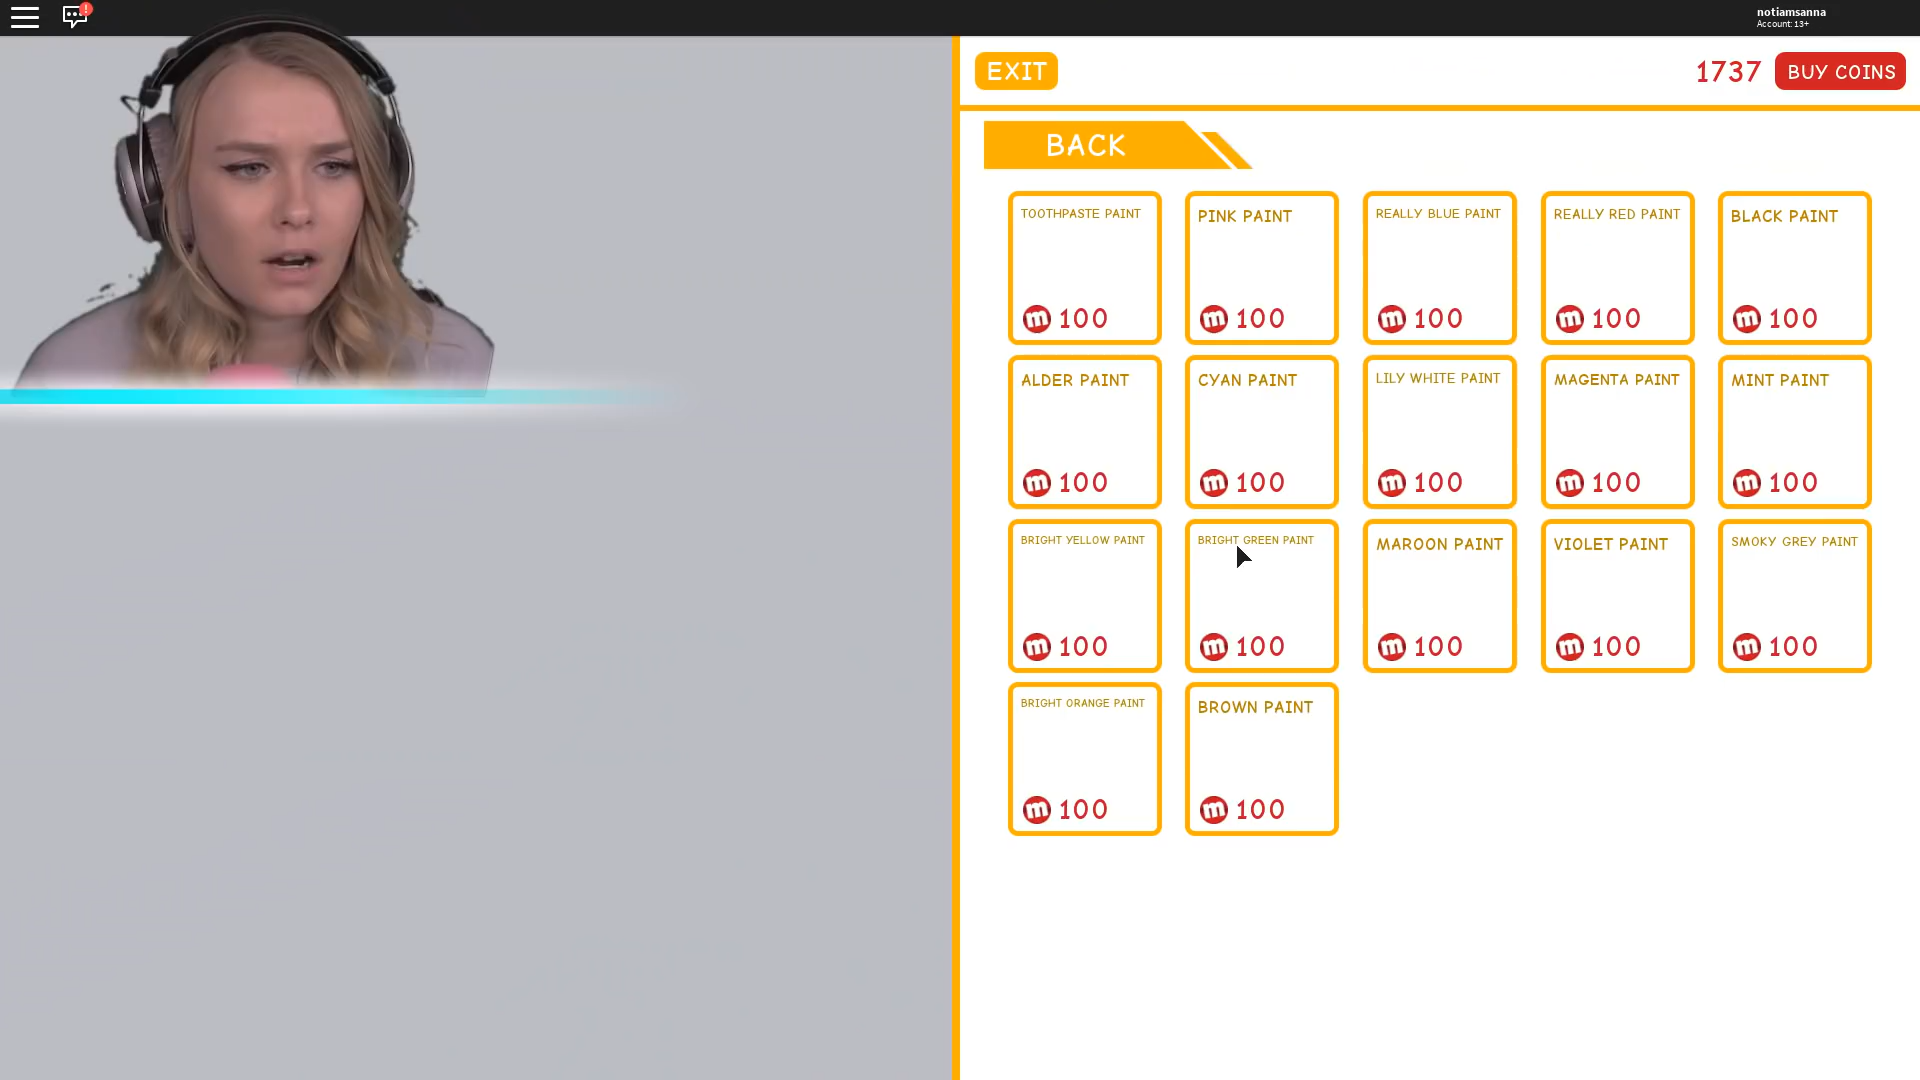 notiamsanna
Account: 13+
EXIT
1737
BUY COINS
BACK
TOOTHPASTE PAINT
m 100
PINK PAINT
m 100
REALLY BLUE PAINT
m 100
REALLY RED PAINT
m 100
BLACK PAINT
m 100
ALDER PAINT
m 100
CYAN PAINT
m 100
LILY WHITE PAINT
m 100
MAGENTA PAINT
m 100
MINT PAINT
m 100
BRIGHT YELLOW PAINT
m 100
BRIGHT GREEN PAINT
m 100
MAROON PAINT
m 100
VIOLET PAINT
m 100
SMOKY GREY PAINT
m 100
BRIGHT ORANGE PAINT
m 100
BROWN PAINT
m 100